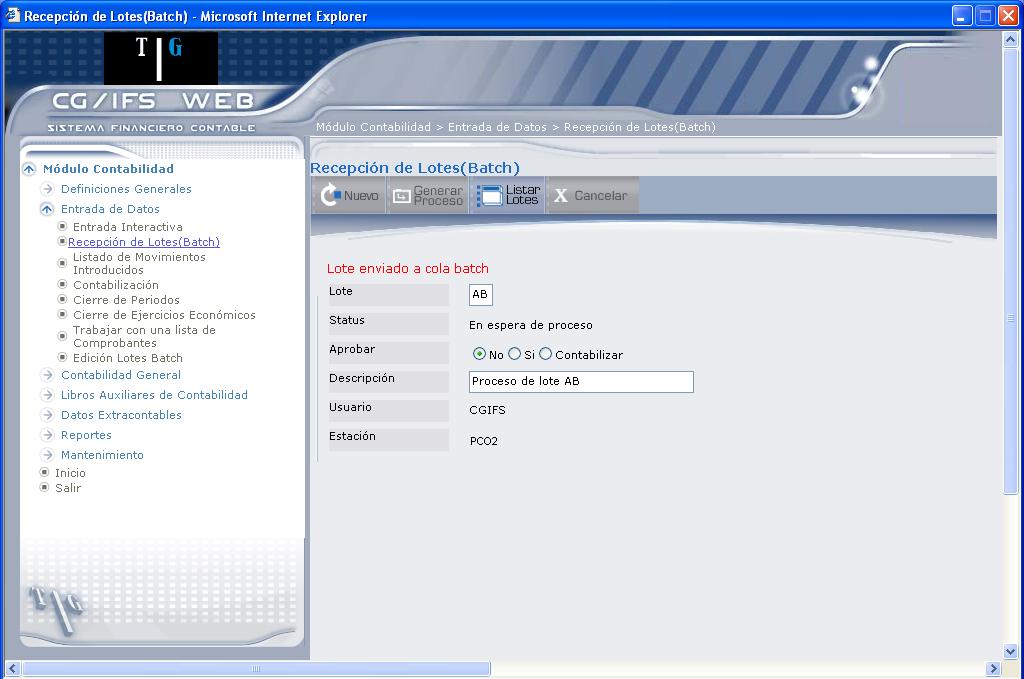 Recepción de Lotes(Batch) - Microsoft Internet Explorer
T G
CG/IFS WEB
SISTEMA FINANCIERO CONTABLE
Módulo Contabilidad > Entrada de Datos > Recepción de Lotes(Batch)
Módulo Contabilidad
Definiciones Generales
Entrada de Datos
Entrada Interactiva
Recepción de Lotes(Batch)
Listado de Movimientos
Introducidos
Contabilización
Cierre de Periodos
Cierre de Ejercicios Económicos
Trabajar con una lista de
Comprobantes
Edición Lotes Batch
Contabilidad General
Libros Auxiliares de Contabilidad
Datos Extracontables
Reportes
Mantenimiento
Inicio
Salir
T G
Recepción de Lotes(Batch)
Nuevo
Generar
Proceso
Listar
Lotes
X Cancelar
Lote enviado a cola batch
Lote AB
Status En espera de proceso
Aprobar No Si Contabilizar
Descripción Proceso de lote AB
Usuario CGIFS
Estación PCO2